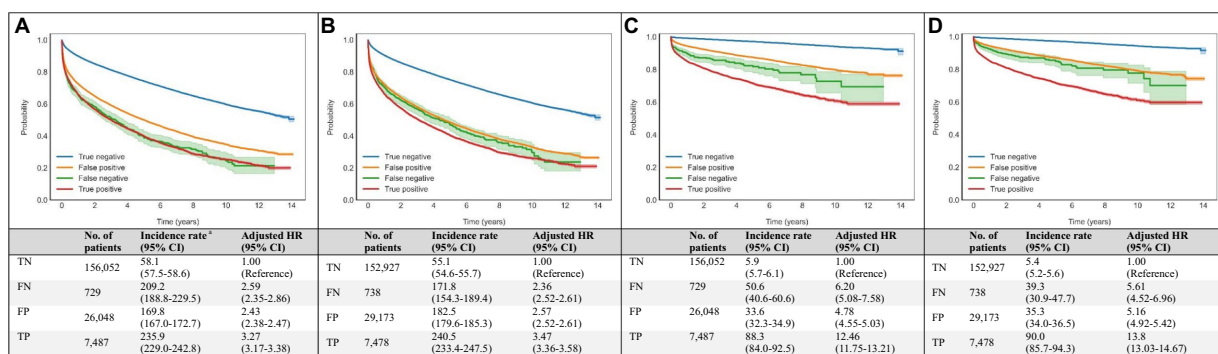 A
1.0
0.8
0.6
0.4
0.2
0.0
Probability
True negative
False positive
False negative
True positive
0 2 4 6 8 10 12 14
Time (years)
B
1.0
0.8
0.6
0.4
0.2
0.0
Probability
True negative
False positive
False negative
True positive
0 2 4 6 8 10 12 14
Time (years)
C
1.0
0.8
0.6
0.4
0.2
0.0
Probability
True negative
False positive
False negative
True positive
0 2 4 6 8 10 12 14
Time (years)
D
1.0
0.8
0.6
0.4
0.2
0.0
Probability
True negative
False positive
False negative
True positive
0 2 4 6 8 10 12 14
Time (years)
No. of Incidence rate a Adjusted HR
patients (95% CI) (95% CI)
TN 156,052 58.1 1.00
(57.5-58.6) (Reference)
FN 729 209.2 2.59
(188.8-229.5) (2.35-2.86)
FP 26,048 169.8 2.43
(167.0-172.7) (2.38-2.47)
TP 7,487 235.9 3.27
(229.0-242.8) (3.17-3.38)
No. of Incidence rate Adjusted HR
patients (95% CI) (95% CI)
TN 152,927 55.1 1.00
(54.6-55.7) (Reference)
FN 738 171.8 2.36
(154.3-189.4) (2.52-2.61)
FP 29,173 182.5 2.57
(179.6-185.3) (2.52-2.61)
TP 7,478 240.5 3.47
(233.4-247.5) (3.36-3.58)
No. of Incidence rate Adjusted HR
patients (95% CI) (95% CI)
TN 156,052 5.9 1.00
(5.7-6.1) (Reference)
FN 729 50.6 6.20
(40.6-60.6) (5.08-7.58)
FP 26,048 33.6 4.78
(32.3-34.9) (4.55-5.03)
TP 7,487 88.3 12.46
(84.0-92.5) (11.75-13.21)
No. of Incidence rate Adjusted HR
patients (95% CI) (95% CI)
TN 152,927 5.4 1.00
(5.2-5.6) (Reference)
FN 738 39.3 5.61
(30.9-47.7) (4.52-6.96)
FP 29,173 35.3 5.16
(34.0-36.5) (4.92-5.42)
TP 7,478 90.0 13.8
(85.7-94.3) (13.03-14.67)